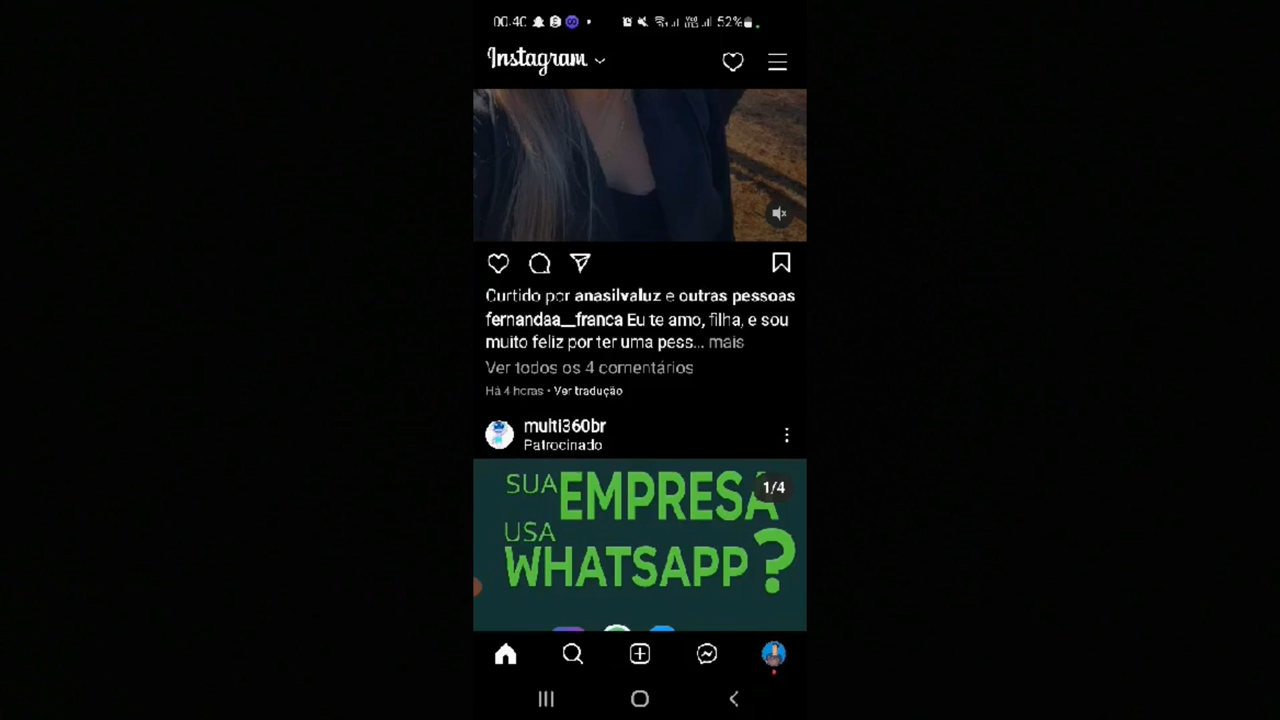 00:40 52%
Instagram
Curtido por anasilvaluz e outras pessoas
fernandaa__franca Eu te amo, filha, e sou
muito feliz por ter uma pess... mais
Ver todos os 4 comentários
Há 4 horas • Ver tradução
multi360br
Patrocinado
1/4
SUA EMPRESA
USA
WHATSAPP?